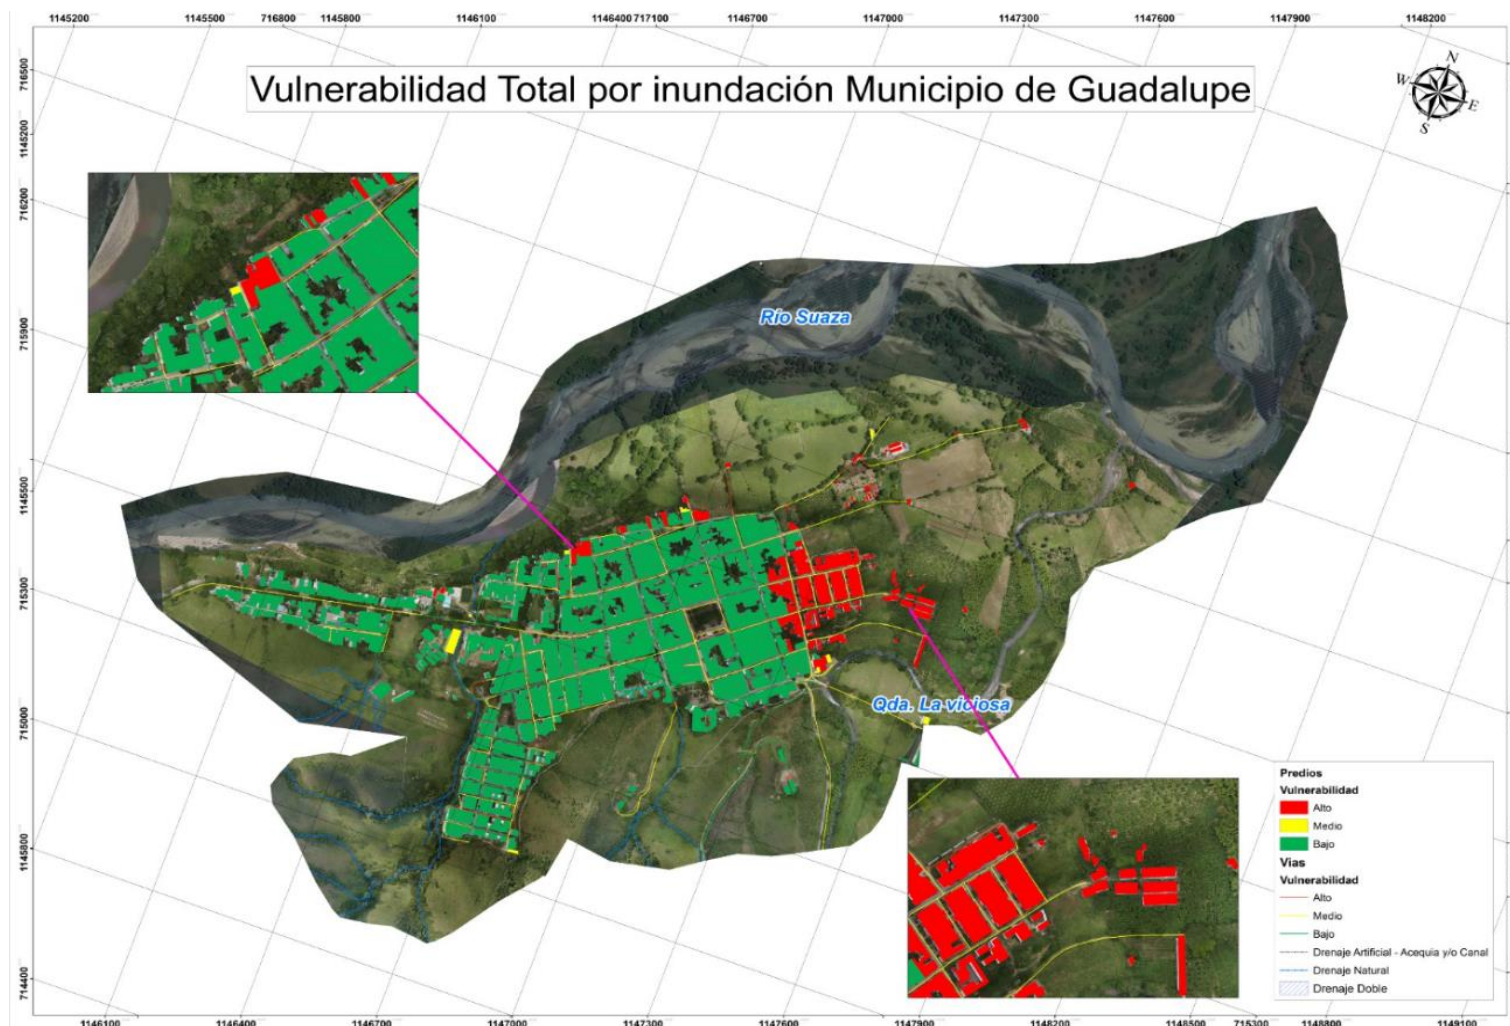 1145200 1145500 716800 1145800 1146100 1146400 717100 1146700 1147000 1147300 1147600 1147900 1148200
716500
1145200
716200
715900
1145500
715300
715000
1145800
714400
Vulnerabilidad Total por inundación Municipio de Guadalupe
N
W
E
S
Río Suaza
Qda. La viciosa
Predios
Vulnerabilidad
Alto
Medio
Bajo
Vias
Vulnerabilidad
Alto
Medio
Bajo
Drenaje Artificial - Acequia y/o Canal
Drenaje Natural
Drenaje Doble
1146100 1146400 1146700 1147000 1147300 1147600 1147900 1148200 1148500 715300 1148800 1149100